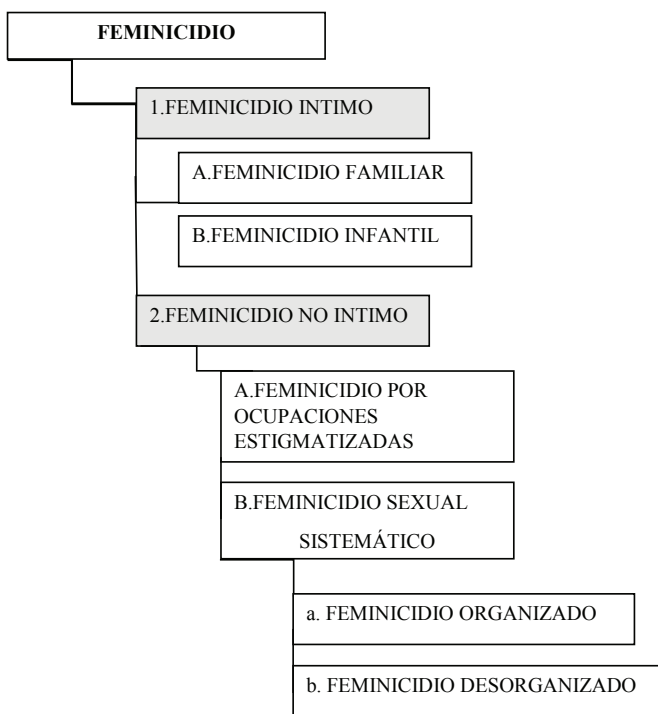 FEMINICIDIO
1.FEMINICIDIO INTIMO
A.FEMINICIDIO FAMILIAR
B.FEMINICIDIO INFANTIL
2.FEMINICIDIO NO INTIMO
A.FEMINICIDIO POR
OCUPACIONES
ESTIGMATIZADAS
B.FEMINICIDIO SEXUAL
SISTEMÁTICO
a. FEMINICIDIO ORGANIZADO
b. FEMINICIDIO DESORGANIZADO